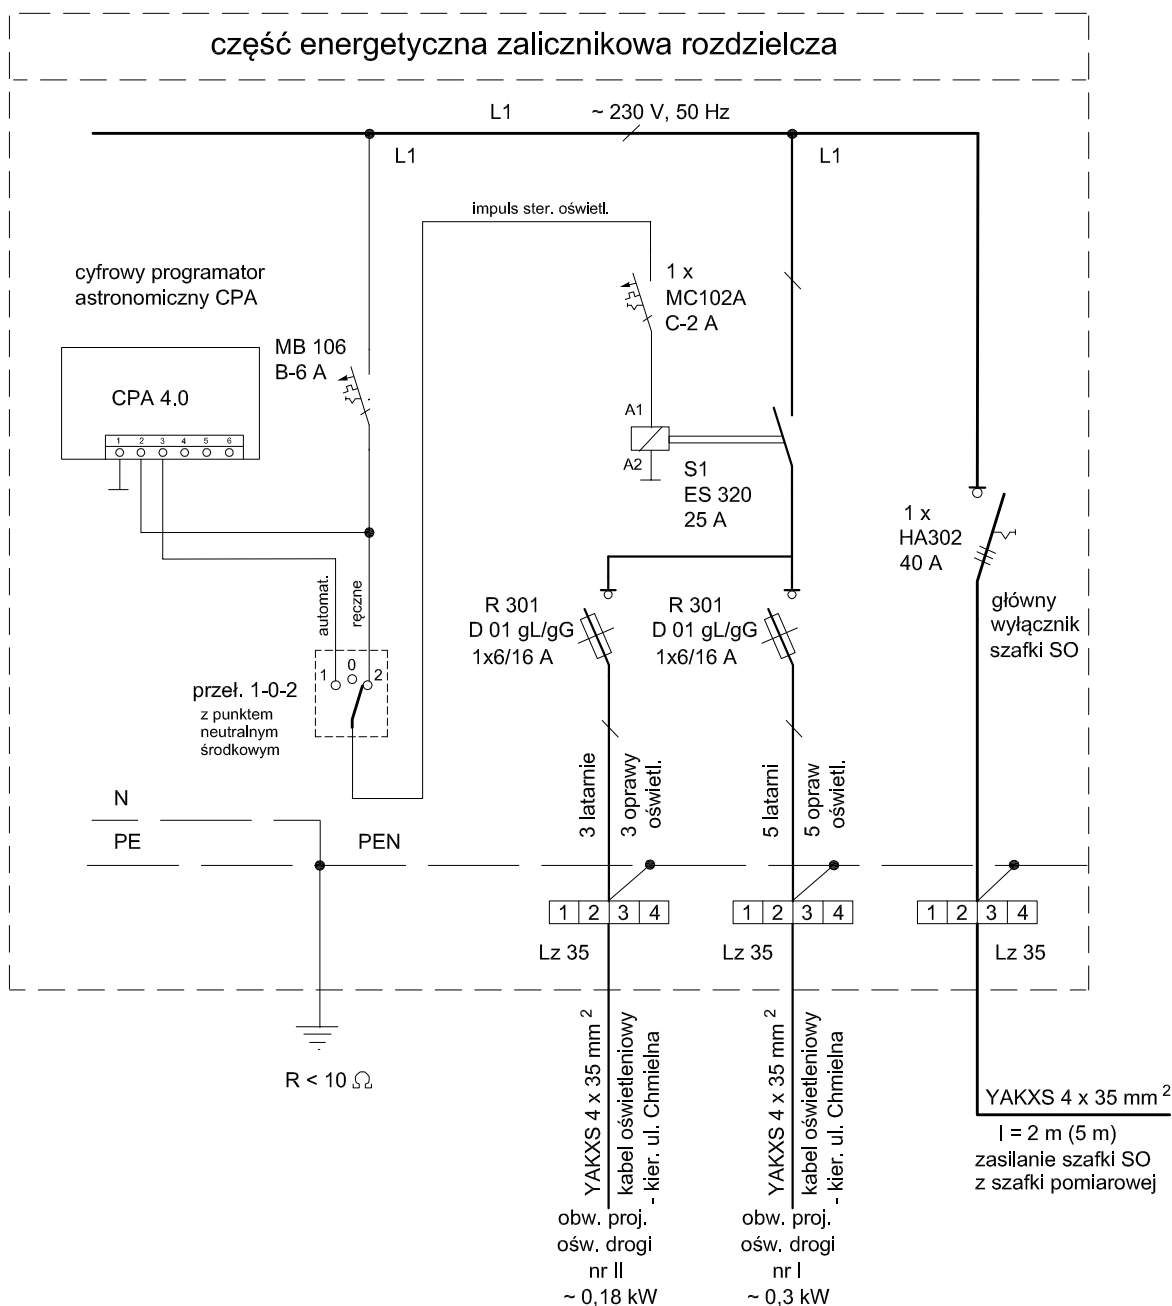 część energetyczna zalicznikowa rozdzielcza
L1 ~ 230 V, 50 Hz
L1
L1
impuls ster. oświetl.
cyfrowy programator
astronomiczny CPA
1 x
MC102A
C-2 A
MB 106
B-6 A
CPA 4.0
1 2 3 4 5 6
A1
A2
S1
ES 320
25 A
1 x
HA302
40 A
główny
wyłącznik
szafki SO
automat.
ręczne
R 301
D 01 gL/gG
1x6/16 A
R 301
D 01 gL/gG
1x6/16 A
1 0 2
przeł. 1-0-2
z punktem
neutralnym
środkowym
3 latarnie
3 oprawy
oświetl.
5 latarni
5 opraw
oświetl.
N
PE PEN
1 2 3 4
1 2 3 4
1 2 3 4
Lz 35
Lz 35
Lz 35
R < 10 Ω
YAKXS 4 x 35 mm²
kabel oświetleniowy
- kier. ul. Chmielna
YAKXS 4 x 35 mm²
kabel oświetleniowy
- kier. ul. Chmielna
YAKXS 4 x 35 mm²
l = 2 m (5 m)
zasilanie szafki SO
z szafki pomiarowej
obw. proj.
ośw. drogi
nr II
~ 0,18 kW
obw. proj.
ośw. drogi
nr I
~ 0,3 kW